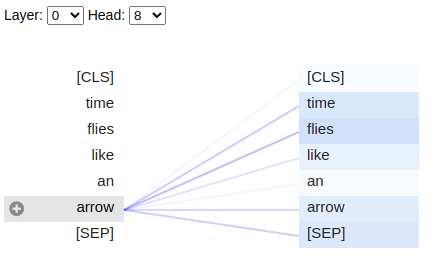 Layer: 0 Head: 8
[CLS] [CLS]
time time
flies flies
like like
an an
arrow arrow
[SEP] [SEP]